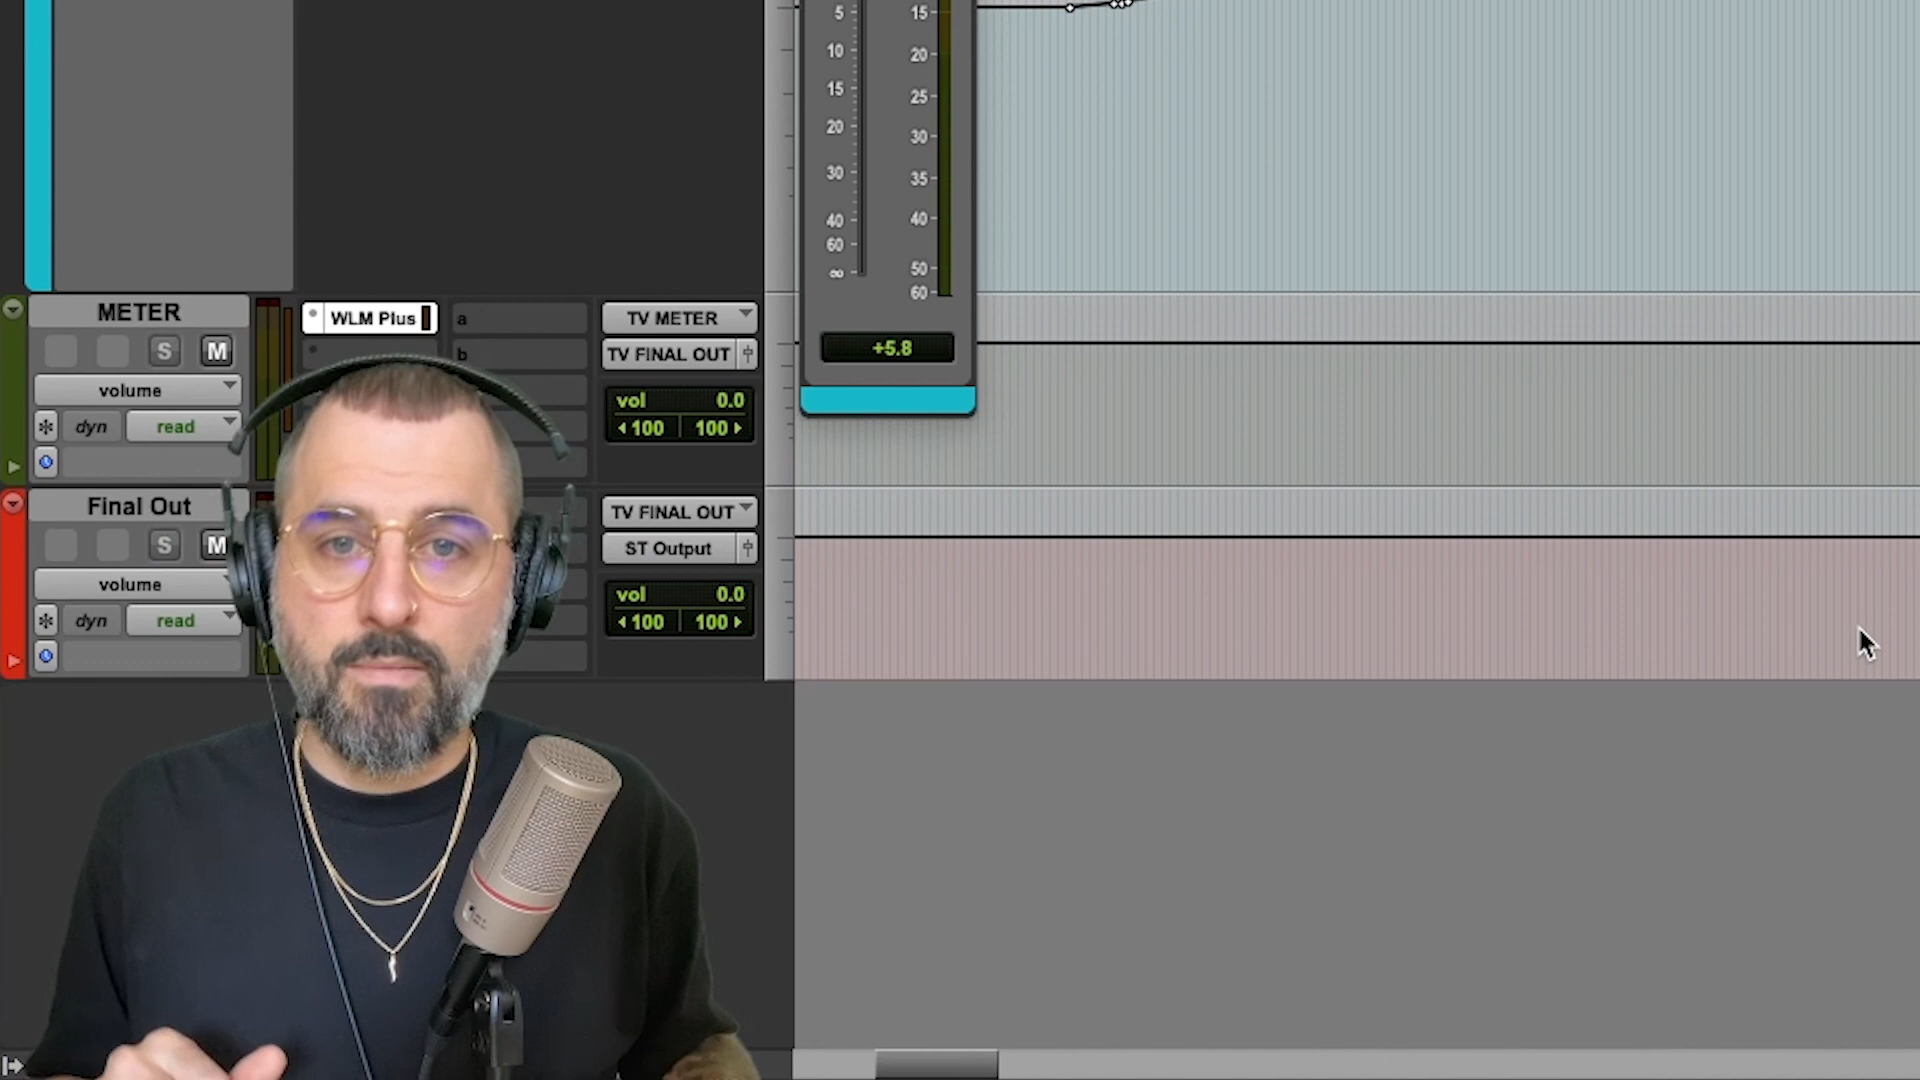 5
10
15
20
30
40
60
∞
15
20
25
30
35
40
50
60
+5.8
METER
WLM Plus
a
TV METER
S M
b
TV FINAL OUT
volume
vol 0.0
dyn read
100 100
Final Out
TV FINAL OUT
S M
ST Output
volume
vol 0.0
dyn read
100 100